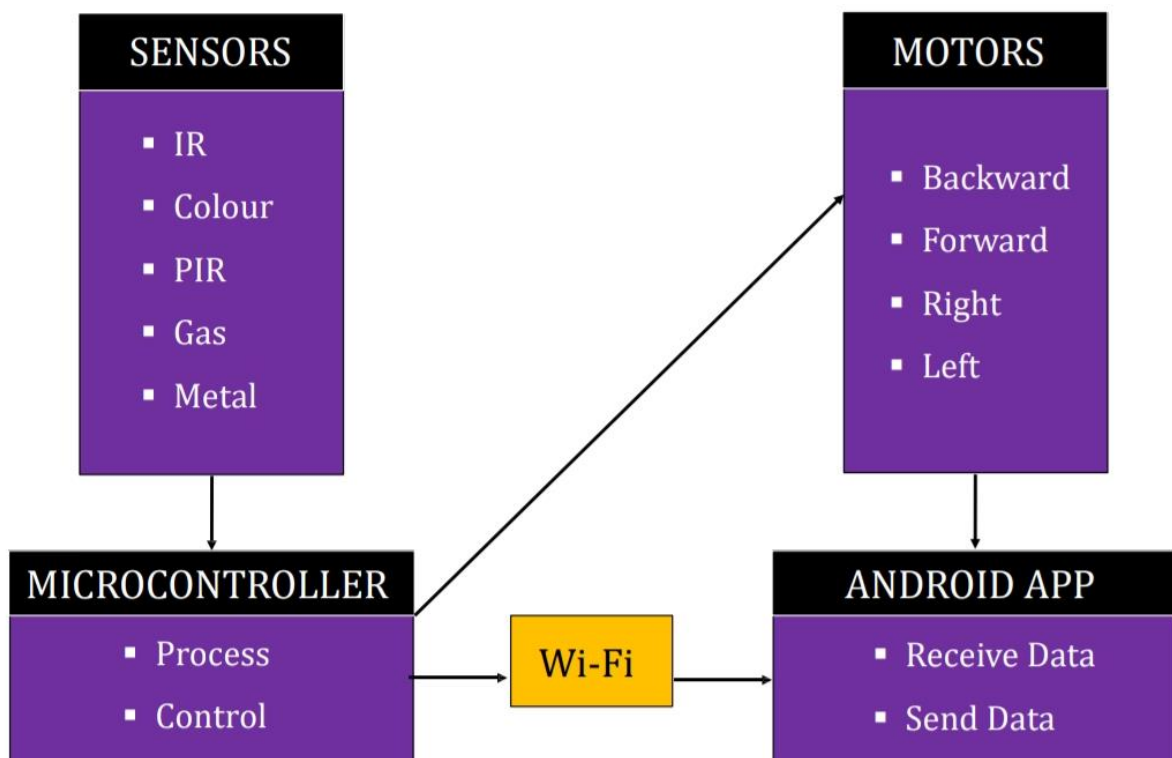 SENSORS
▪ IR
▪ Colour
▪ PIR
▪ Gas
▪ Metal
MOTORS
▪ Backward
▪ Forward
▪ Right
▪ Left
MICROCONTROLLER
▪ Process
▪ Control
Wi-Fi
ANDROID APP
▪ Receive Data
▪ Send Data